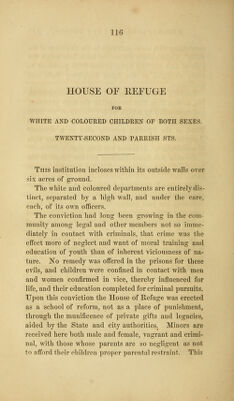 116
HOUSE OF REFUGE
FOR
WHITE AND COLOURED CHILDREN OF BOTH SEXES.
TWENTY-SECOND AND PARRISH STS.
This institution incloses within its outside walls over
six acres of ground.
The white and coloured departments are entirely dis-
tinct, separated by a high wall, and under the care,
each, of its own officers.
The conviction had long been growing in the com-
munity among legal and other members not so imme-
diately in contact with criminals, that crime was the
effect more of neglect and want of moral training and
education of youth than of inherent viciousness of na-
ture. No remedy was offered in the prisons for these
evils, and children were confined in contact with men
and women confirmed in vice, thereby influenced for
life, and their education completed for criminal pursuits.
Upon this conviction the House of Refuge was erected
as a school of reform, not as a place of punishment,
through the munificence of private gifts and legacies,
aided by the State and city authorities. Minors are
received here both male and female, vagrant and crimi-
nal, with those whose parents are so negligent as not
to afford their children proper parental restraint. This